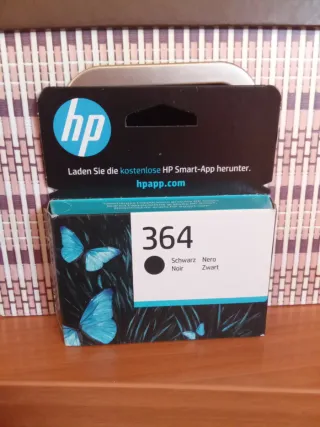 hp
Laden Sie die kostenlose HP Smart-App herunter.
hpapp.com
364
Schwarz Nero
Noir Zwart